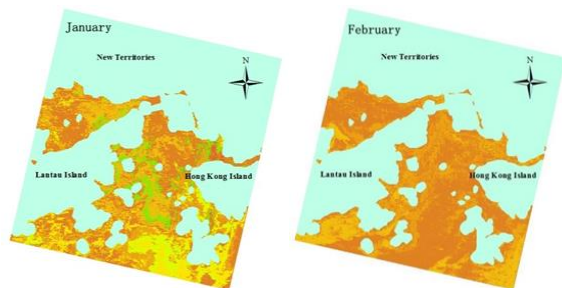 January
New Territories
N
Lantau Island
Hong Kong Island
February
New Territories
N
Lantau Island
Hong Kong Island